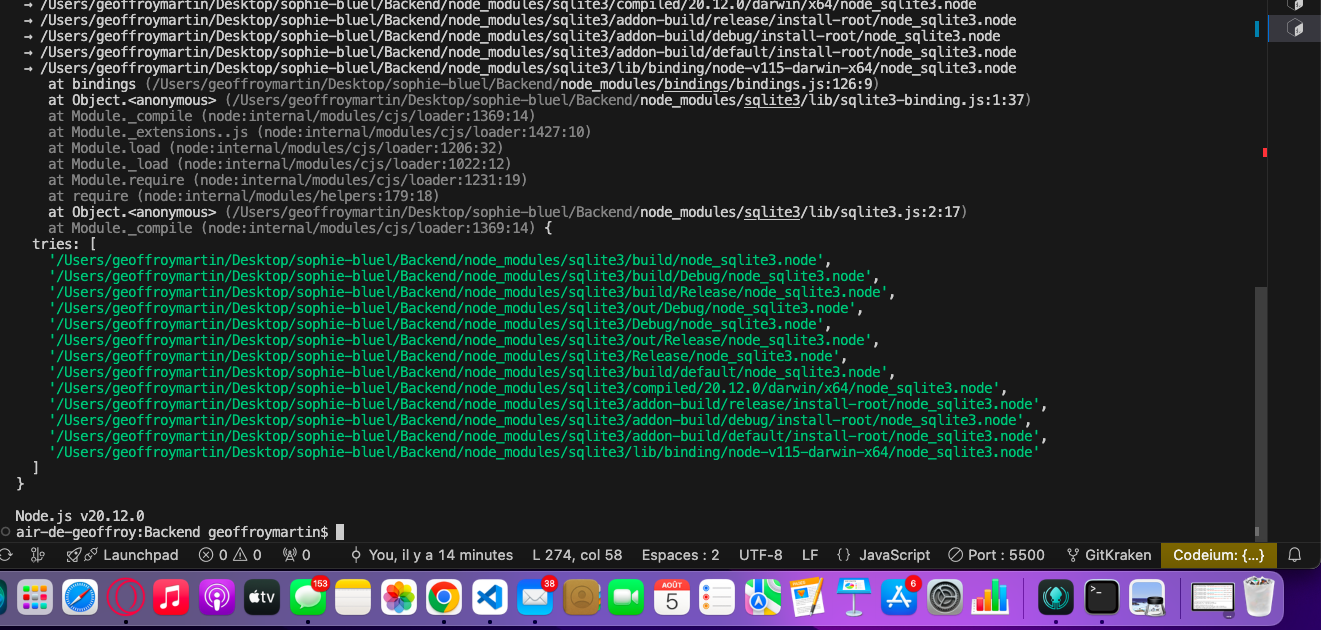 → /Users/geoffroymartin/Desktop/sophie-bluel/Backend/node_modules/sqlite3/compiled/20.12.0/darwin/x64/node_sqlite3.node
→ /Users/geoffroymartin/Desktop/sophie-bluel/Backend/node_modules/sqlite3/addon-build/release/install-root/node_sqlite3.node
→ /Users/geoffroymartin/Desktop/sophie-bluel/Backend/node_modules/sqlite3/addon-build/debug/install-root/node_sqlite3.node
→ /Users/geoffroymartin/Desktop/sophie-bluel/Backend/node_modules/sqlite3/addon-build/default/install-root/node_sqlite3.node
→ /Users/geoffroymartin/Desktop/sophie-bluel/Backend/node_modules/sqlite3/lib/binding/node-v115-darwin-x64/node_sqlite3.node
at bindings (/Users/geoffroymartin/Desktop/sophie-bluel/Backend/node_modules/bindings/bindings.js:126:9)
at Object.<anonymous> (/Users/geoffroymartin/Desktop/sophie-bluel/Backend/node_modules/sqlite3/lib/sqlite3-binding.js:1:37)
at Module._compile (node:internal/modules/cjs/loader:1369:14)
at Module._extensions..js (node:internal/modules/cjs/loader:1427:10)
at Module.load (node:internal/modules/cjs/loader:1206:32)
at Module._load (node:internal/modules/cjs/loader:1022:12)
at Module.require (node:internal/modules/cjs/loader:1231:19)
at require (node:internal/modules/helpers:179:18)
at Object.<anonymous> (/Users/geoffroymartin/Desktop/sophie-bluel/Backend/node_modules/sqlite3/lib/sqlite3.js:2:17)
at Module._compile (node:internal/modules/cjs/loader:1369:14) {
tries: [
'/Users/geoffroymartin/Desktop/sophie-bluel/Backend/node_modules/sqlite3/build/node_sqlite3.node',
'/Users/geoffroymartin/Desktop/sophie-bluel/Backend/node_modules/sqlite3/build/Debug/node_sqlite3.node',
'/Users/geoffroymartin/Desktop/sophie-bluel/Backend/node_modules/sqlite3/build/Release/node_sqlite3.node',
'/Users/geoffroymartin/Desktop/sophie-bluel/Backend/node_modules/sqlite3/out/Debug/node_sqlite3.node',
'/Users/geoffroymartin/Desktop/sophie-bluel/Backend/node_modules/sqlite3/Debug/node_sqlite3.node',
'/Users/geoffroymartin/Desktop/sophie-bluel/Backend/node_modules/sqlite3/out/Release/node_sqlite3.node',
'/Users/geoffroymartin/Desktop/sophie-bluel/Backend/node_modules/sqlite3/Release/node_sqlite3.node',
'/Users/geoffroymartin/Desktop/sophie-bluel/Backend/node_modules/sqlite3/build/default/node_sqlite3.node',
'/Users/geoffroymartin/Desktop/sophie-bluel/Backend/node_modules/sqlite3/compiled/20.12.0/darwin/x64/node_sqlite3.node',
'/Users/geoffroymartin/Desktop/sophie-bluel/Backend/node_modules/sqlite3/addon-build/release/install-root/node_sqlite3.node',
'/Users/geoffroymartin/Desktop/sophie-bluel/Backend/node_modules/sqlite3/addon-build/debug/install-root/node_sqlite3.node',
'/Users/geoffroymartin/Desktop/sophie-bluel/Backend/node_modules/sqlite3/addon-build/default/install-root/node_sqlite3.node',
'/Users/geoffroymartin/Desktop/sophie-bluel/Backend/node_modules/sqlite3/lib/binding/node-v115-darwin-x64/node_sqlite3.node'
]
}
Node.js v20.12.0
air-de-geoffroy:Backend geoffroymartin$
Launchpad 0 0 0 You, il y a 14 minutes L 274, col 58 Espaces : 2 UTF-8 LF {} JavaScript Port : 5500 GitKraken Codeium: {...}
tv 153 38 AOÛT 5 6 >_